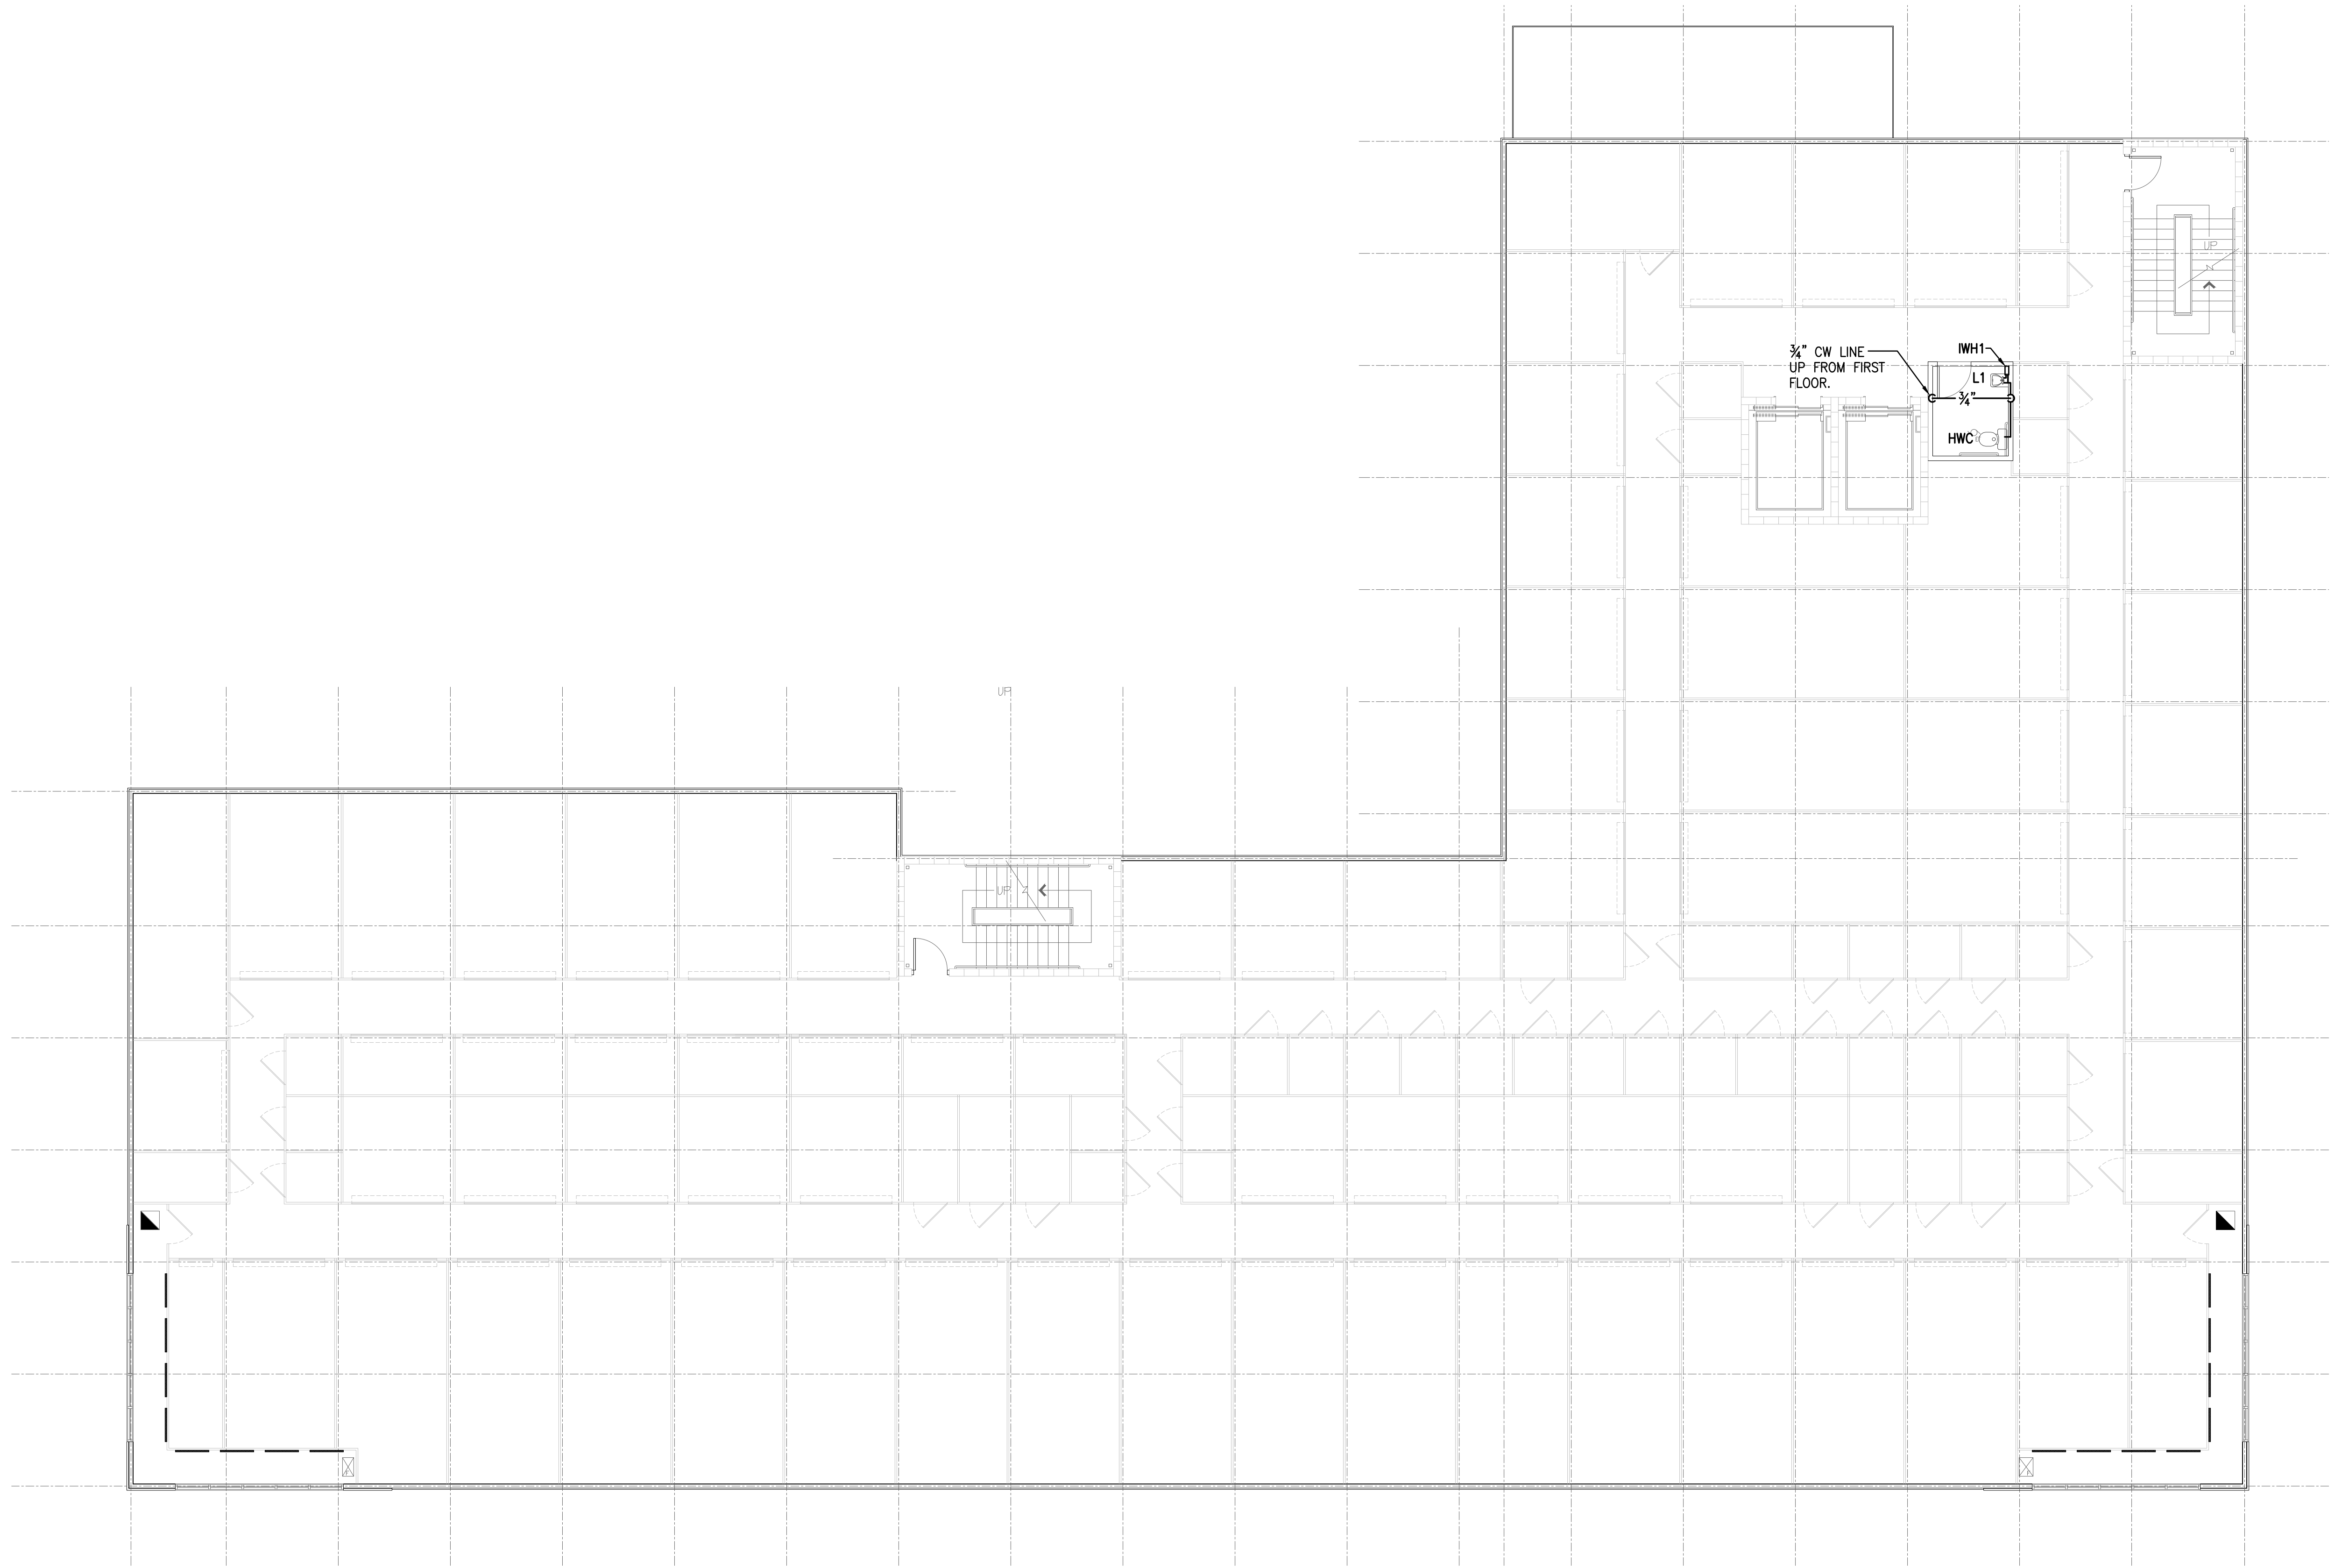 UP
¾" CW LINE
UP FROM FIRST
FLOOR.
IWH1
L1
¾"
HWC
UP
UP